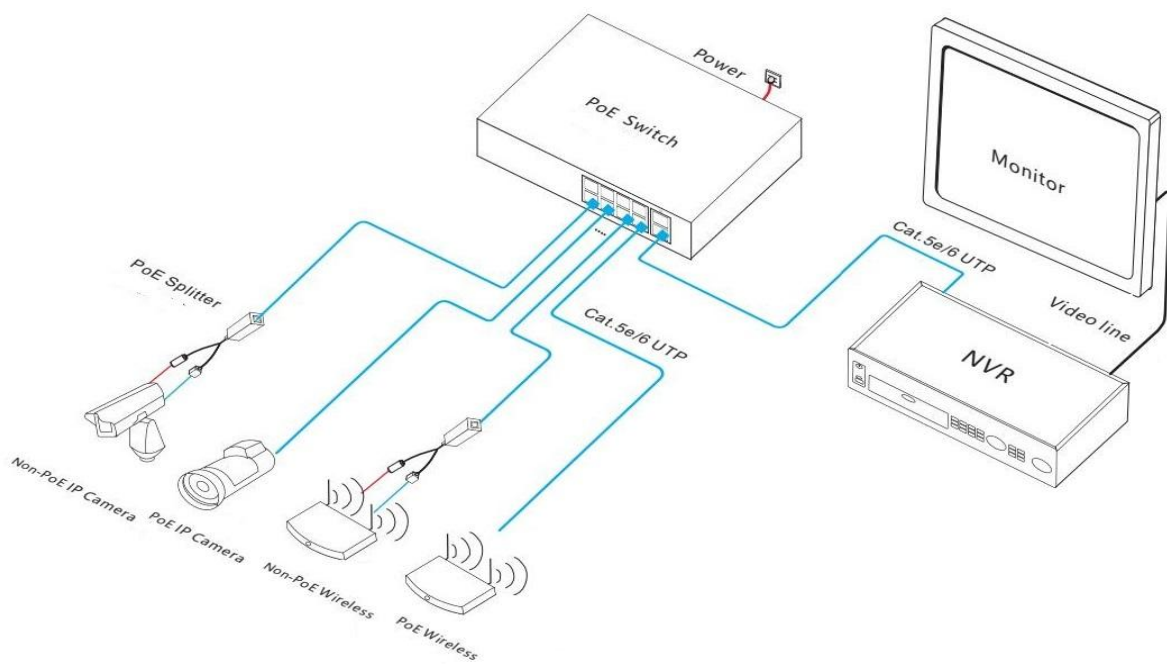 Power
PoE Switch
Monitor
Cat.5e/6 UTP
PoE Splitter
Video line
Cat.5e/6 UTP
NVR
Non-PoE IP Camera
PoE IP Camera
Non-PoE Wireless
PoE Wireless